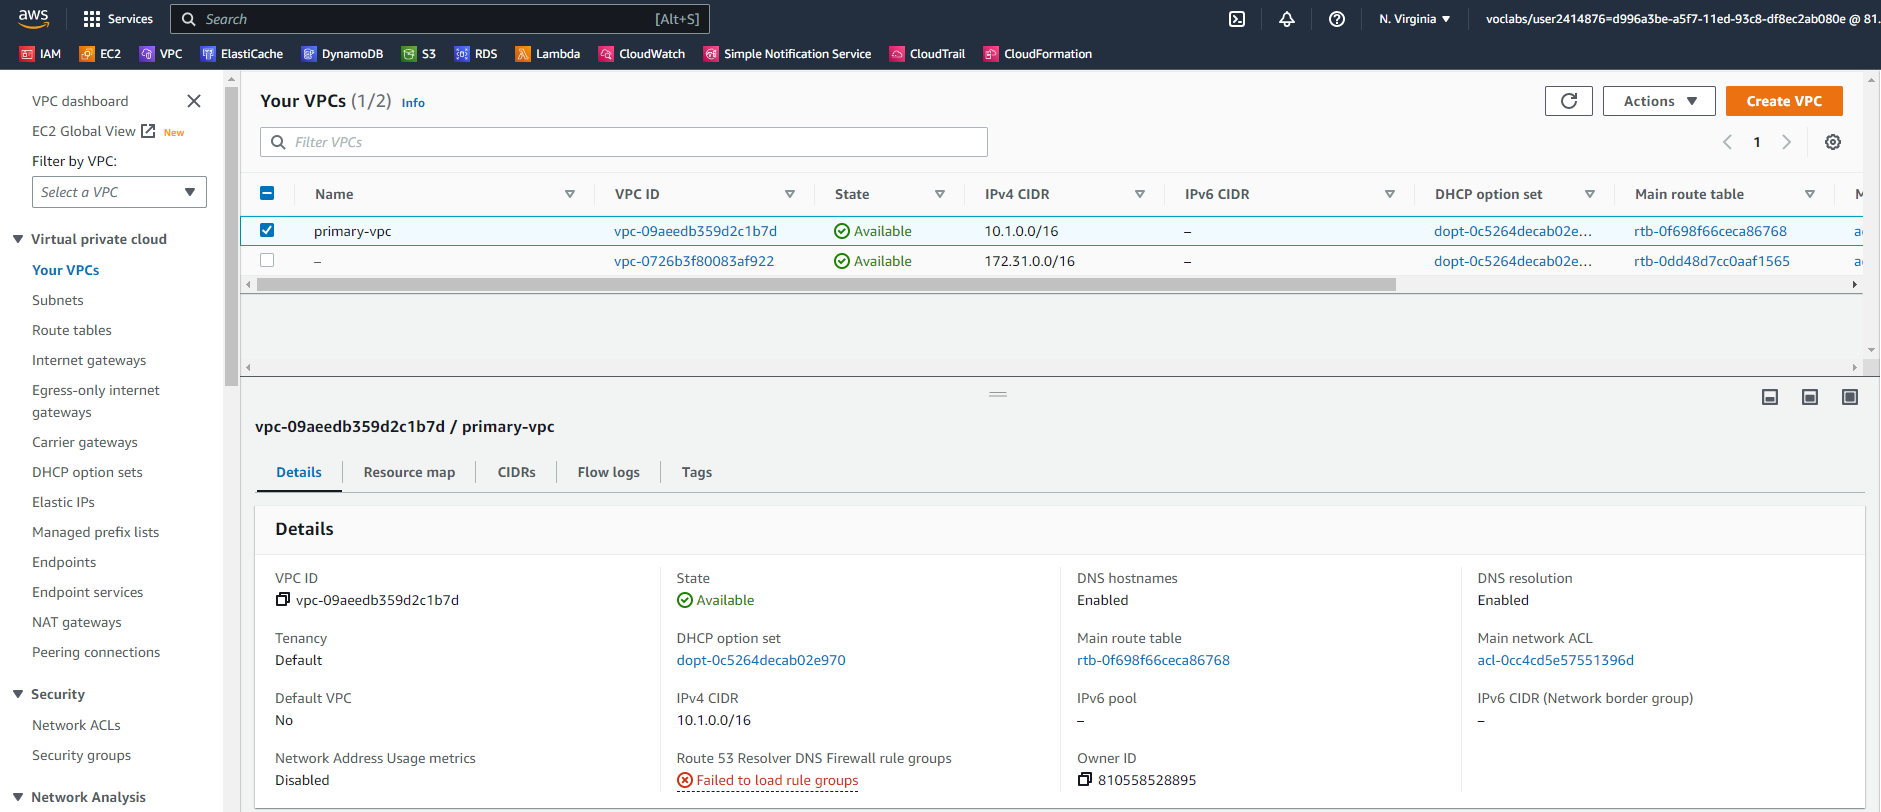 aws
Services
Search
[Alt+S]
N. Virginia
voclabs/user2414876=d996a3be-a5f7-11ed-93c8-df8ec2ab080e @ 81.
IAM
EC2
VPC
ElastiCache
DynamoDB
S3
RDS
Lambda
CloudWatch
Simple Notification Service
CloudTrail
CloudFormation
VPC dashboard
EC2 Global View
New
Filter by VPC:
Select a VPC
Virtual private cloud
Your VPCs
Subnets
Route tables
Internet gateways
Egress-only internet
gateways
Carrier gateways
DHCP option sets
Elastic IPs
Managed prefix lists
Endpoints
Endpoint services
NAT gateways
Peering connections
Security
Network ACLs
Security groups
Network Analysis
Your VPCs (1/2) Info
Actions
Create VPC
Filter VPCs
1
Name VPC ID State IPv4 CIDR IPv6 CIDR DHCP option set Main route table M
primary-vpc vpc-09aeedb359d2c1b7d Available 10.1.0.0/16 – dopt-0c5264decab02e... rtb-0f698f66ceca86768 a
– vpc-0726b3f80083af922 Available 172.31.0.0/16 – dopt-0c5264decab02e... rtb-0dd48d7cc0aaf1565 a
vpc-09aeedb359d2c1b7d / primary-vpc
Details Resource map CIDRs Flow logs Tags
Details
VPC ID
vpc-09aeedb359d2c1b7d
State
Available
DNS hostnames
Enabled
DNS resolution
Enabled
Tenancy
Default
DHCP option set
dopt-0c5264decab02e970
Main route table
rtb-0f698f66ceca86768
Main network ACL
acl-0cc4cd5e57551396d
Default VPC
No
IPv4 CIDR
10.1.0.0/16
IPv6 pool
–
IPv6 CIDR (Network border group)
–
Network Address Usage metrics
Disabled
Route 53 Resolver DNS Firewall rule groups
Failed to load rule groups
Owner ID
810558528895